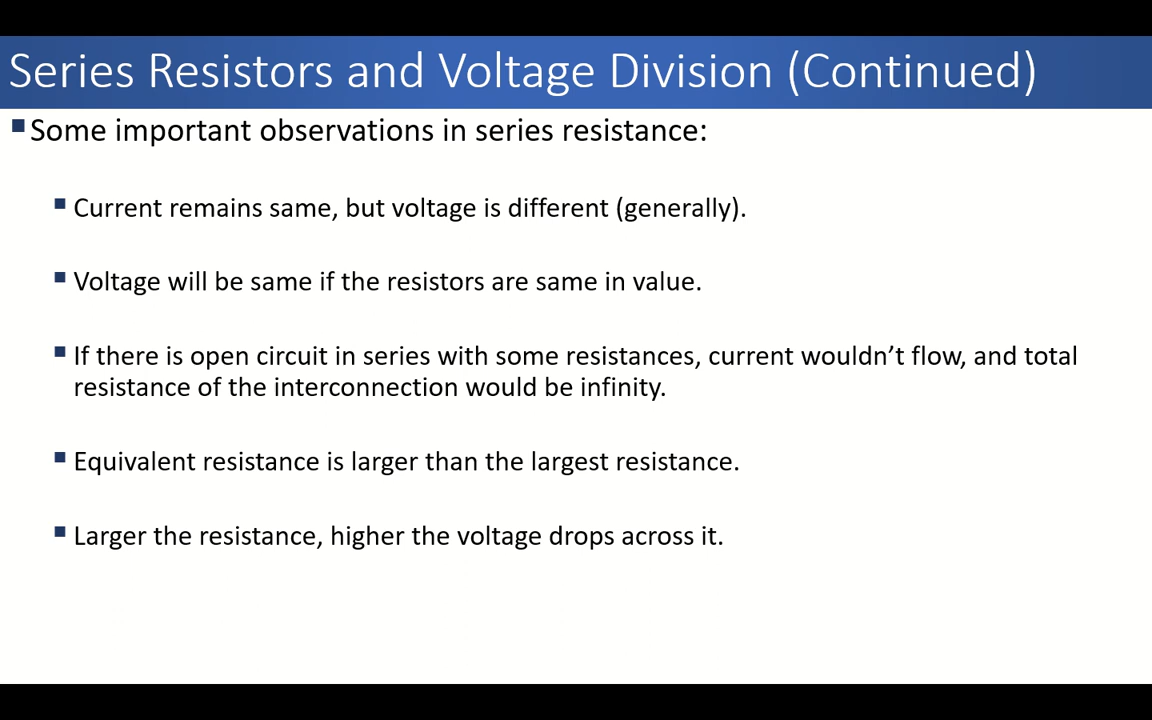 Series Resistors and Voltage Division (Continued)
Some important observations in series resistance:
Current remains same, but voltage is different (generally).
Voltage will be same if the resistors are same in value.
If there is open circuit in series with some resistances, current wouldn’t flow, and total
resistance of the interconnection would be infinity.
Equivalent resistance is larger than the largest resistance.
Larger the resistance, higher the voltage drops across it.